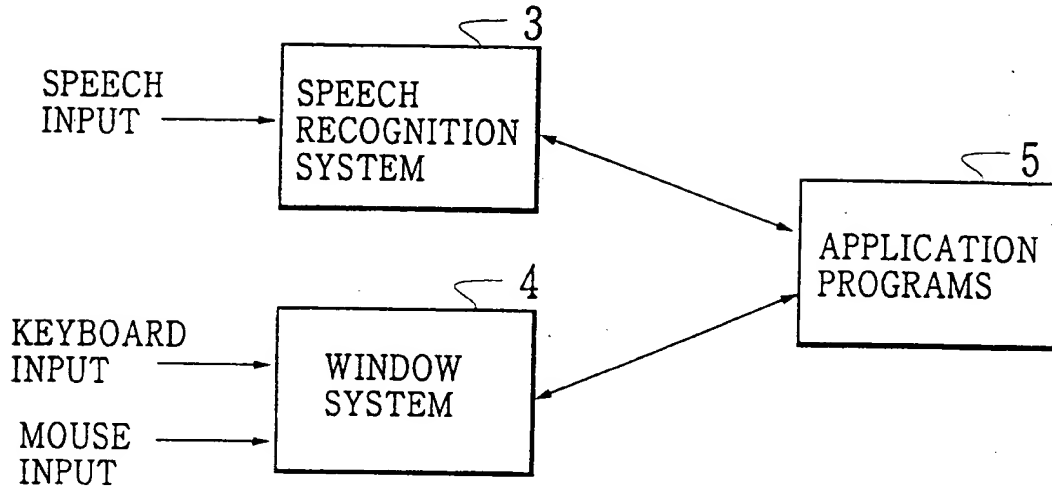 3
SPEECH
INPUT
SPEECH
RECOGNITION
SYSTEM
5
APPLICATION
PROGRAMS
4
KEYBOARD
INPUT
WINDOW
SYSTEM
MOUSE
INPUT